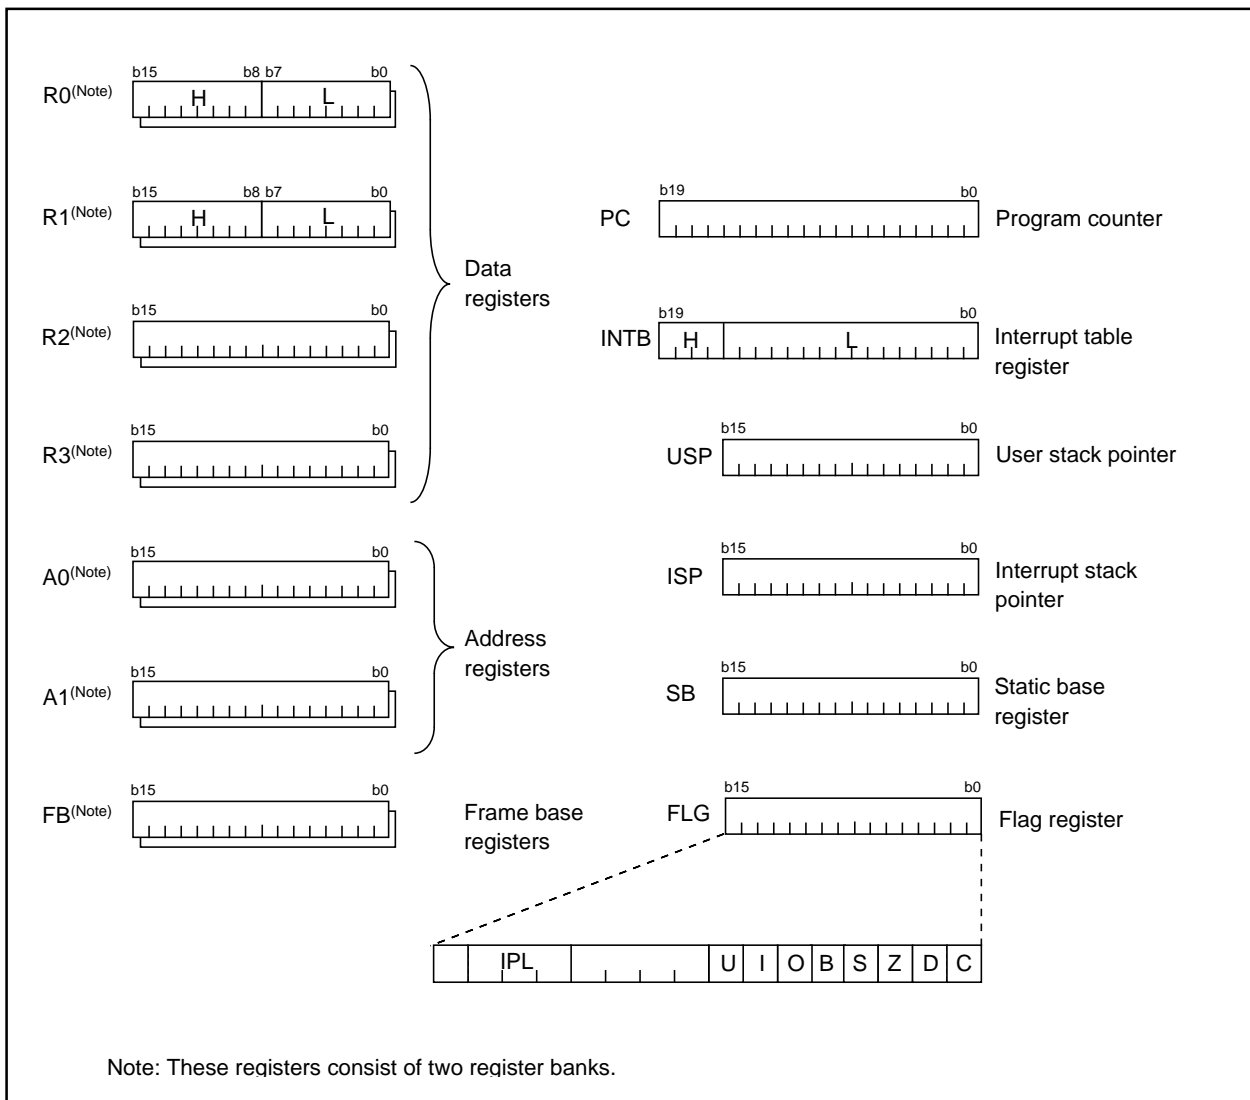 b15 b8 b7 b0
R0(Note) H L
b15 b8 b7 b0
R1(Note) H L
b15 b0
R2(Note)
b15 b0
R3(Note)
Data
registers
b15 b0
A0(Note)
b15 b0
A1(Note)
Address
registers
b15 b0
FB(Note)
Frame base
registers
b19 b0
PC Program counter
b19 b0
INTB H L Interrupt table
register
b15 b0
USP User stack pointer
b15 b0
ISP Interrupt stack
pointer
b15 b0
SB Static base
register
b15 b0
FLG Flag register
IPL U I O B S Z D C
Note: These registers consist of two register banks.